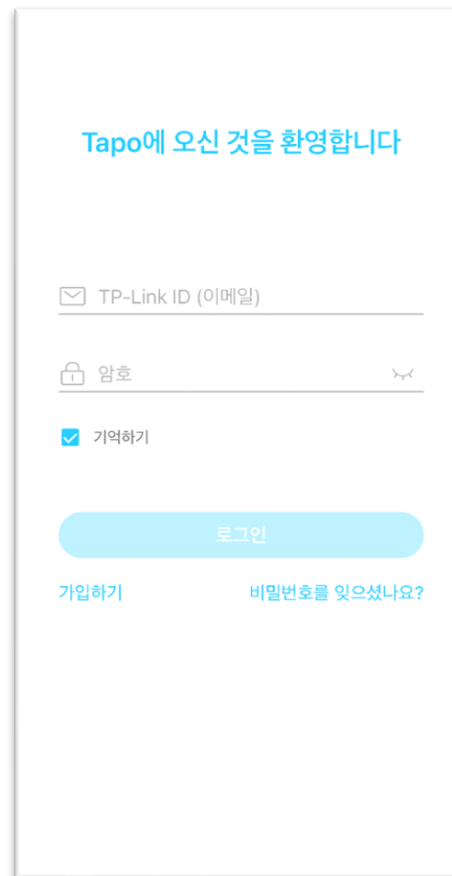 Tapo에 오신 것을 환영합니다
TP-Link ID (이메일)
암호
기억하기
로그인
가입하기
비밀번호를 잊으셨나요?